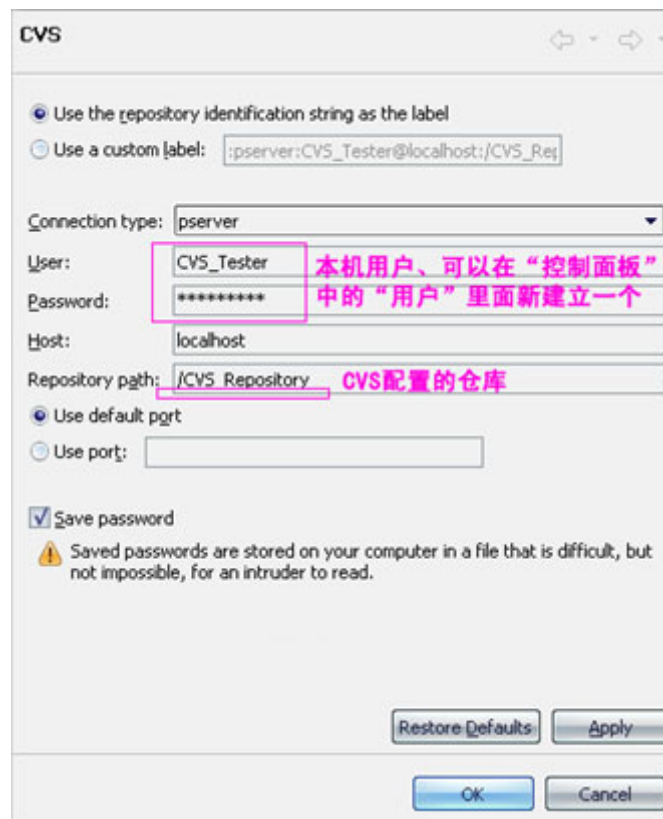 CVS
Use the repository identification string as the label
Use a custom label: :pserver:CVS_Tester@localhost:/CVS_Rep
Connection type: pserver
User: CVS_Tester
本机用户、可以在“控制面板”
Password: *********
中的“用户”里面新建立一个
Host: localhost
Repository path: /CVS_Repository CVS配置的仓库
Use default port
Use port:
Save password
Saved passwords are stored on your computer in a file that is difficult, but
not impossible, for an intruder to read.
Restore Defaults Apply
OK Cancel